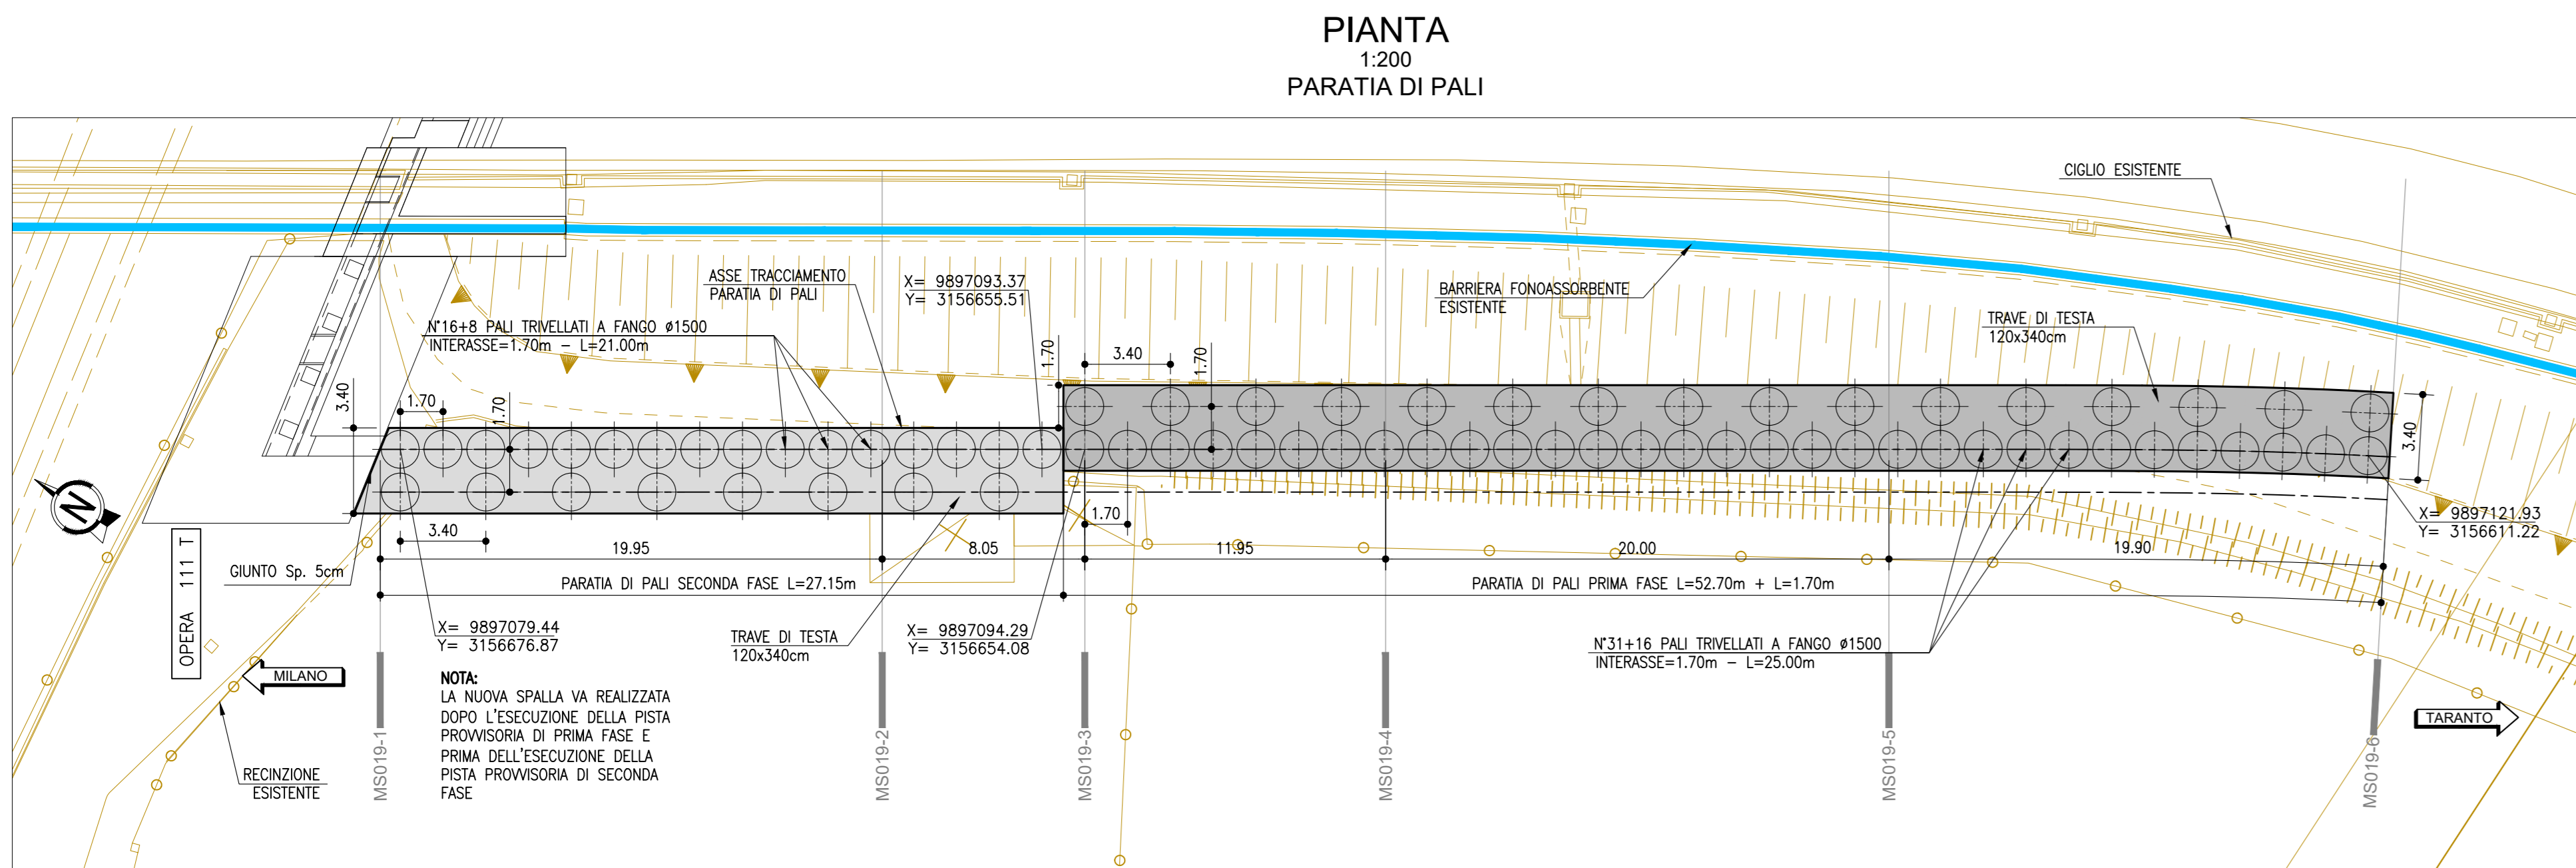 PIANTA
1:200
PARATIA DI PALI
CIGLIO ESISTENTE
ASSE TRACCIAMENTO
PARATIA DI PALI
X= 9897093.37
Y= 3156655.51
BARRIERA FONOASSORBENTE
ESISTENTE
TRAVE DI TESTA
120x340cm
N°16+8 PALI TRIVELLATI A FANGO ø1500
INTERASSE=1.70m - L=21.00m
1.70
3.40
1.70
3.40
1.70
1.70
3.40
N
3.40
1.70
X= 9897121.93
Y= 3156611.22
19.95
8.05
11.95
20.00
19.90
GIUNTO Sp. 5cm
PARATIA DI PALI SECONDA FASE L=27.15m
PARATIA DI PALI PRIMA FASE L=52.70m + L=1.70m
OPERA 111 T
X= 9897079.44
Y= 3156676.87
TRAVE DI TESTA
120x340cm
X= 9897094.29
Y= 3156654.08
N°31+16 PALI TRIVELLATI A FANGO ø1500
INTERASSE=1.70m - L=25.00m
MILANO
TARANTO
NOTA:
LA NUOVA SPALLA VA REALIZZATA
DOPO L'ESECUZIONE DELLA PISTA
PROVVISORIA DI PRIMA FASE E
PRIMA DELL'ESECUZIONE DELLA
PISTA PROVVISORIA DI SECONDA
FASE
RECINZIONE
ESISTENTE
MS019-1
MS019-2
MS019-3
MS019-4
MS019-5
MS019-6